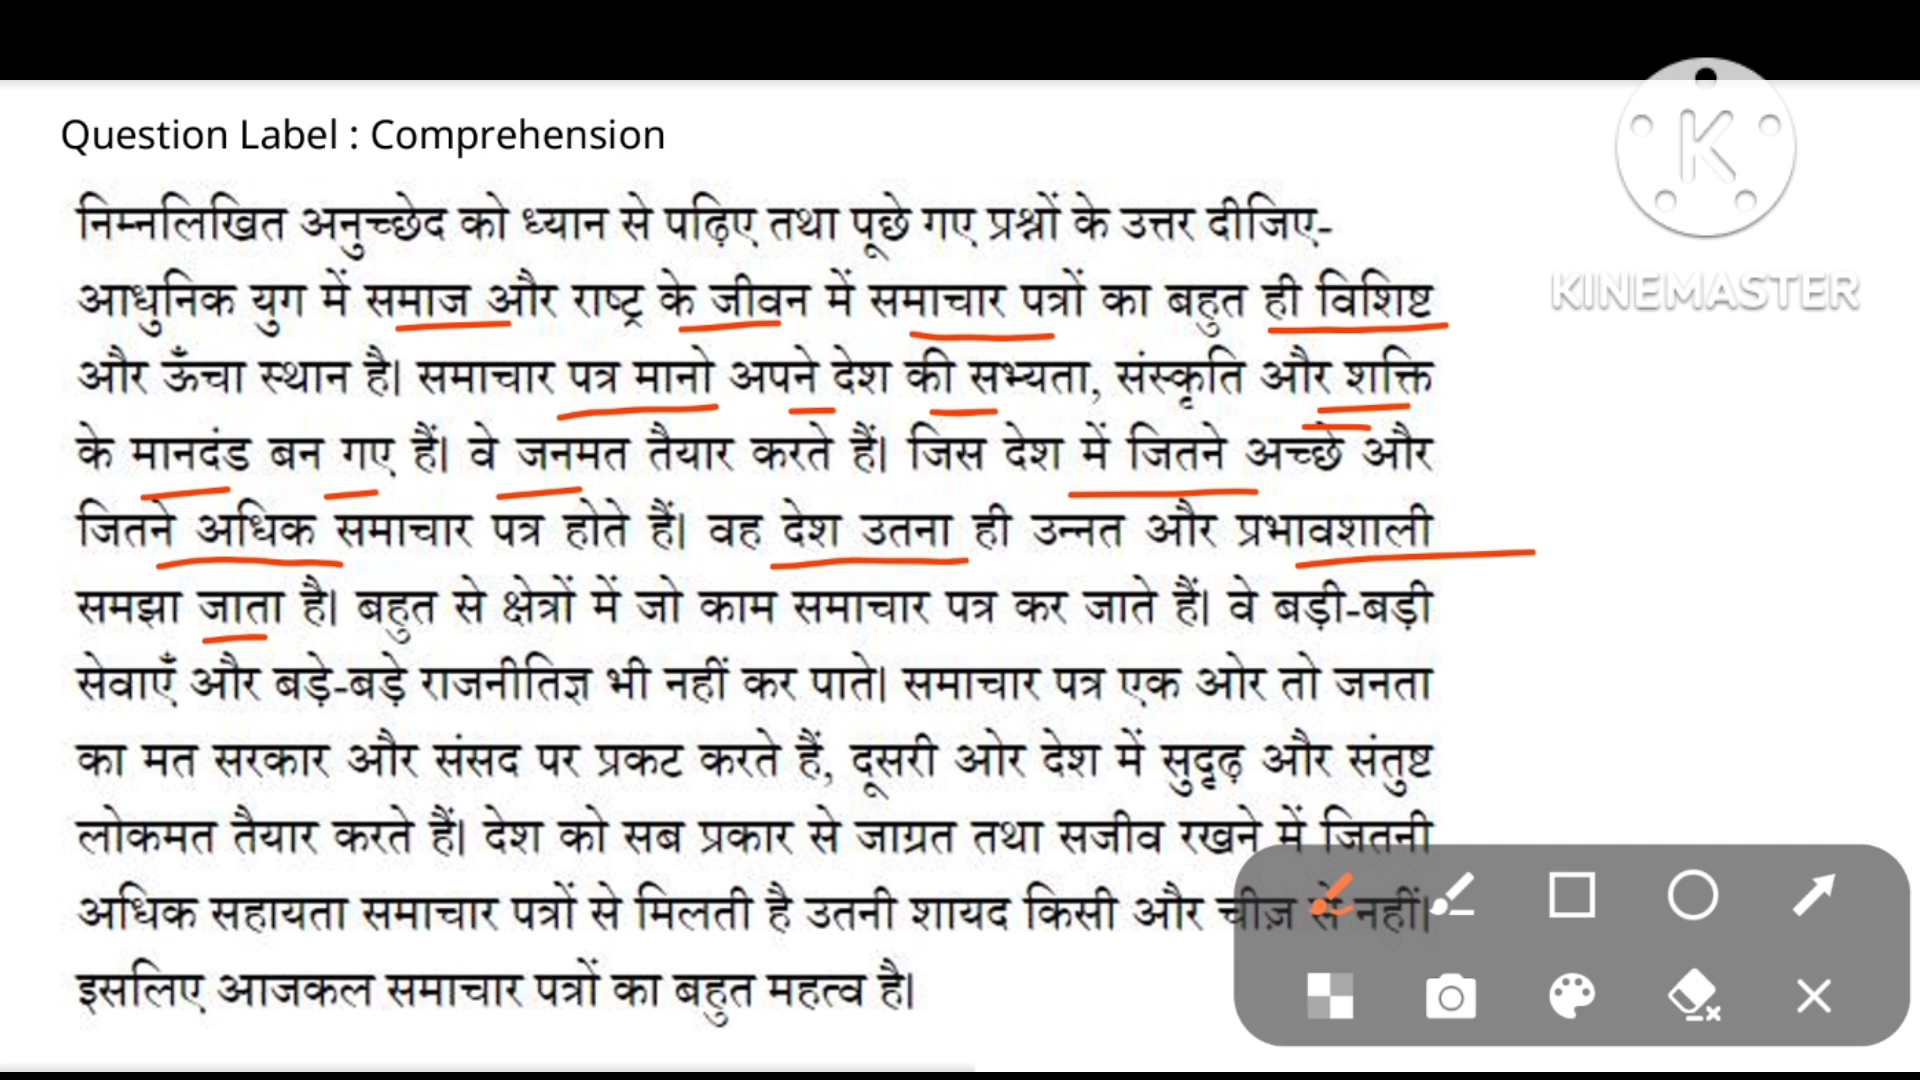 Question Label : Comprehension
निम्नलिखित अनुच्छेद को ध्यान से पढ़िए तथा पूछे गए प्रश्नों के उत्तर दीजिए-
आधुनिक युग में समाज और राष्ट्र के जीवन में समाचार पत्रों का बहुत ही विशिष्ट
और ऊँचा स्थान है। समाचार पत्र मानो अपने देश की सभ्यता, संस्कृति और शक्ति
के मानदंड बन गए हैं। वे जनमत तैयार करते हैं। जिस देश में जितने अच्छे और
जितने अधिक समाचार पत्र होते हैं। वह देश उतना ही उन्नत और प्रभावशाली
समझा जाता है। बहुत से क्षेत्रों में जो काम समाचार पत्र कर जाते हैं। वे बड़ी-बड़ी
सेवाएँ और बड़े-बड़े राजनीतिज्ञ भी नहीं कर पाते। समाचार पत्र एक ओर तो जनता
का मत सरकार और संसद पर प्रकट करते हैं, दूसरी ओर देश में सुदृढ़ और संतुष्ट
लोकमत तैयार करते हैं। देश को सब प्रकार से जाग्रत तथा सजीव रखने में जितनी
अधिक सहायता समाचार पत्रों से मिलती है उतनी शायद किसी और चीज़ से नहीं।
इसलिए आजकल समाचार पत्रों का बहुत महत्व है।
K
KINEMASTER